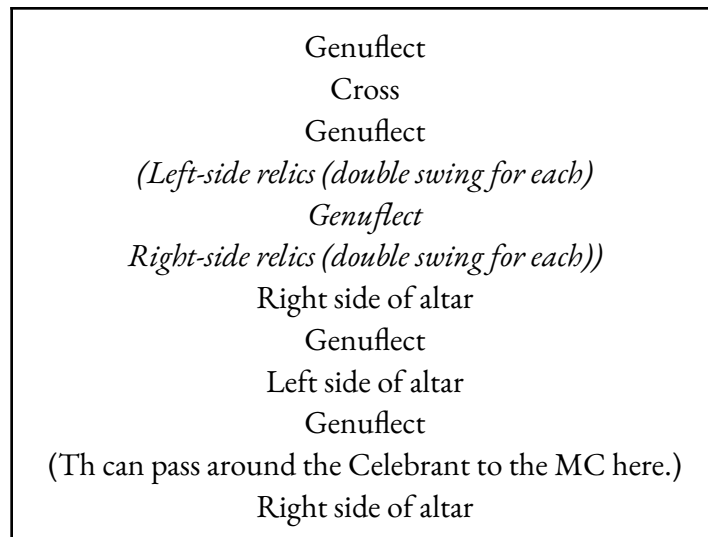 Genuflect
Cross
Genuflect
(Left-side relics (double swing for each)
Genuflect
Right-side relics (double swing for each))
Right side of altar
Genuflect
Left side of altar
Genuflect
(Th can pass around the Celebrant to the MC here.)
Right side of altar